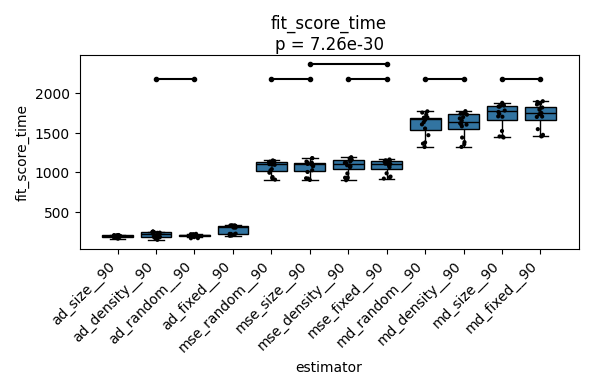 fit_score_time
p = 7.26e-30
fit_score_time
2000
1500
1000
500
ad_size__90
ad_density__90
ad_random__90
ad_fixed__90
mse_random__90
mse_size__90
mse_density__90
mse_fixed__90
md_random__90
md_density__90
md_size__90
md_fixed__90
estimator